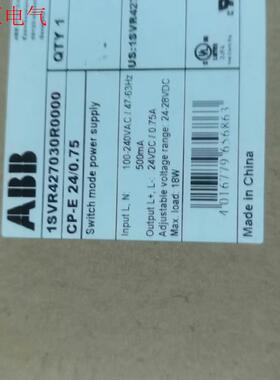 电气
ABB
QTY 1
1SVR427030R0000
CP-E 24/0.75
Switch mode power supply
Input L, N 100-240VAC / 47-63Hz
500mA
Output L+, L-: 24VDC / 0.75A
Adjustable voltage range: 24-28VDC
Max. load: 18W
4016779656863
Made in China